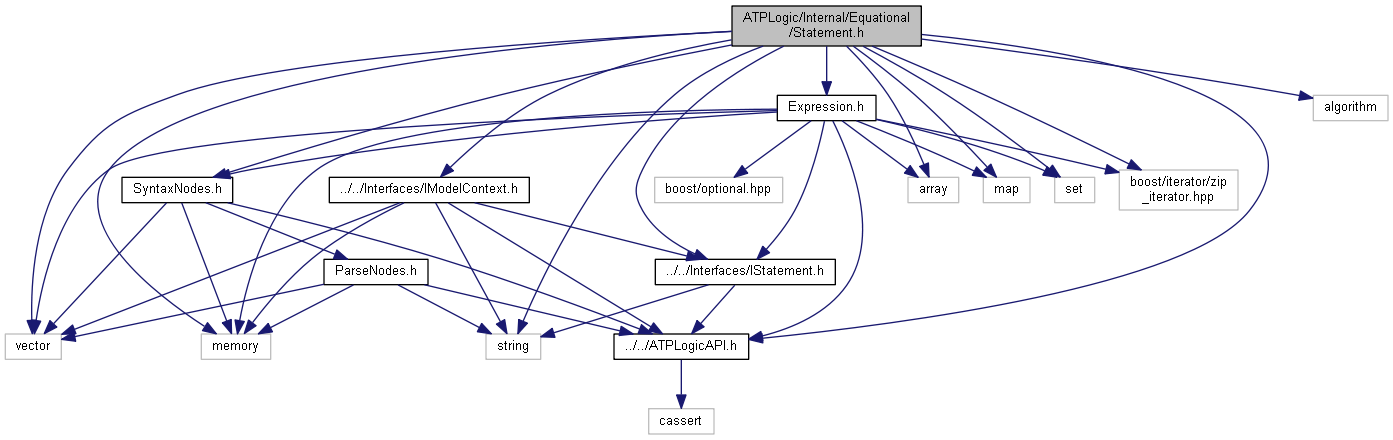 ATPLogic/Internal/Equational
/Statement.h
Expression.h
algorithm
SyntaxNodes.h
../../Interfaces/IModelContext.h
boost/optional.hpp
array
map
set
boost/iterator/zip
_iterator.hpp
ParseNodes.h
../../Interfaces/IStatement.h
vector
memory
string
../../ATPLogicAPI.h
cassert